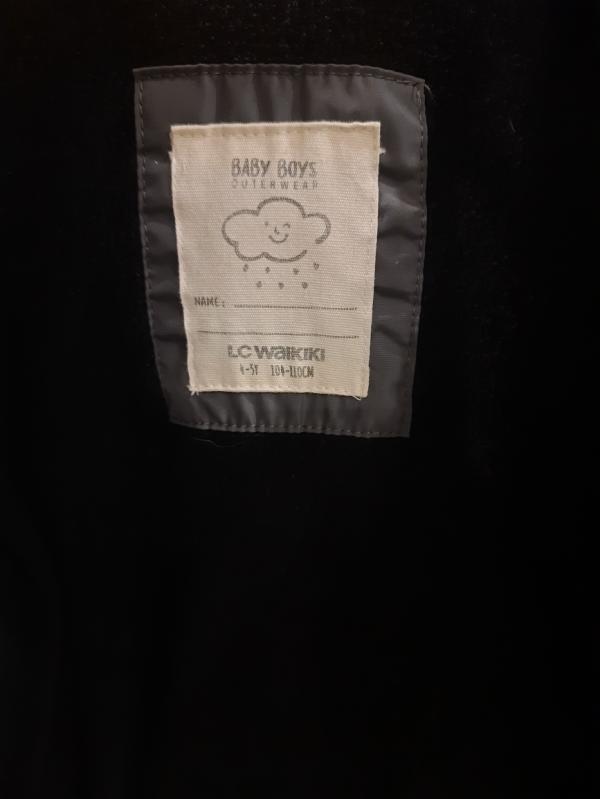 BABY BOYS
OUTERWEAR
NAME:
LC WAIKIKI
4-5Y 104-110CM